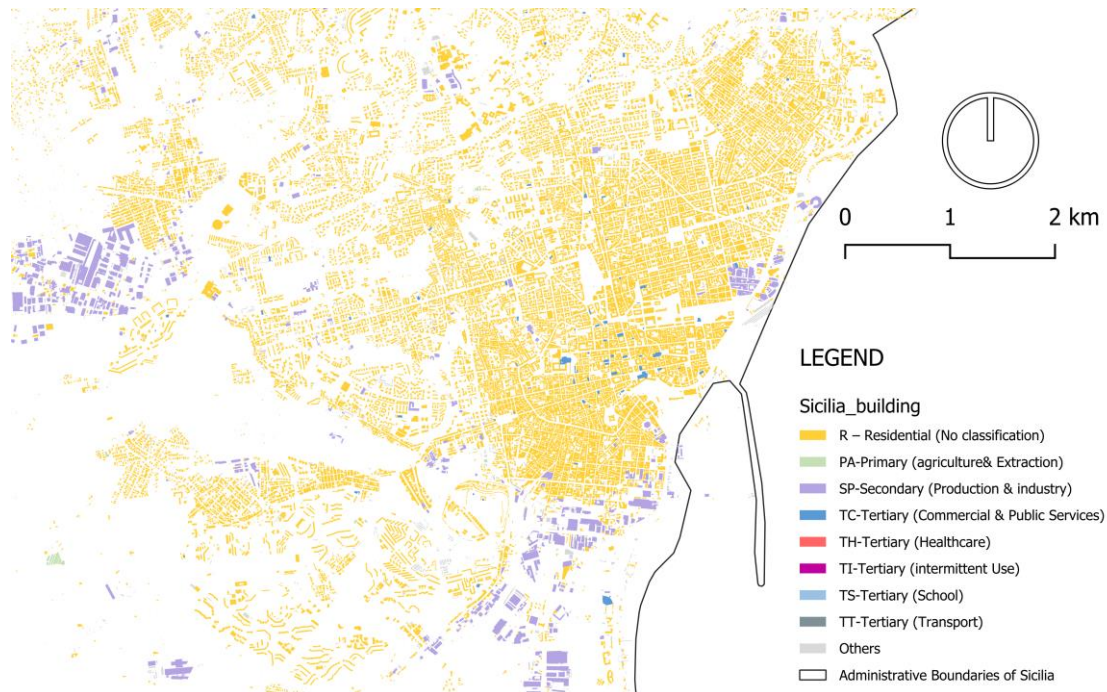 0 1 2 km
LEGEND
Sicilia_building
R – Residential (No classification)
PA-Primary (agriculture& Extraction)
SP-Secondary (Production & industry)
TC-Tertiary (Commercial & Public Services)
TH-Tertiary (Healthcare)
TI-Tertiary (intermittent Use)
TS-Tertiary (School)
TT-Tertiary (Transport)
Others
Administrative Boundaries of Sicilia